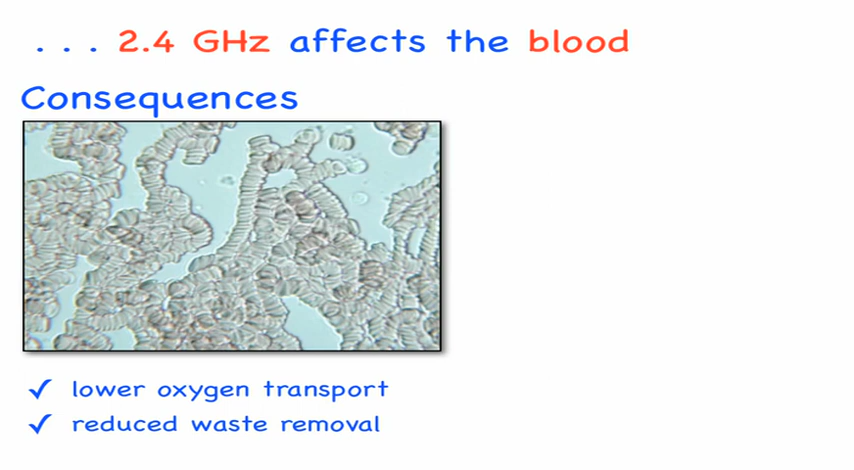 . . . 2.4 GHz affects the blood
Consequences
✓ lower oxygen transport
✓ reduced waste removal